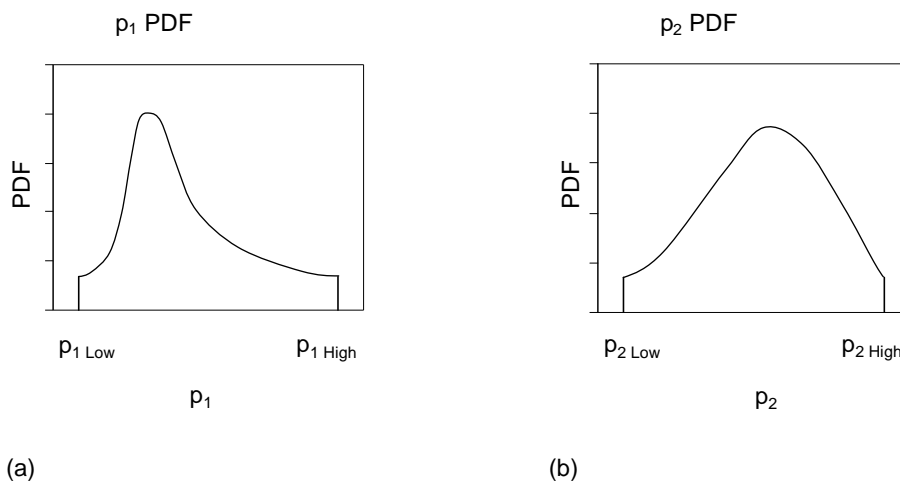 p₁ PDF
PDF
p₁ Low
p₁ High
p₁
(a)
p₂ PDF
PDF
p₂ Low
p₂ High
p₂
(b)